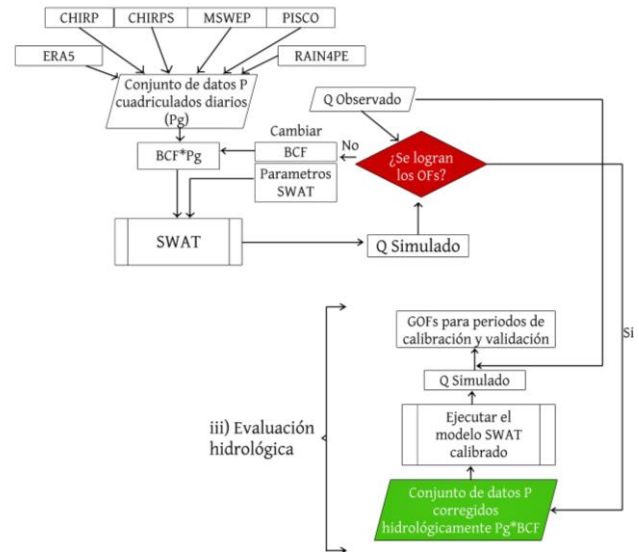 CHIRP
CHIRPS
MSWEP
PISCO
ERA5
RAIN4PE
Conjunto de datos P
cuadriculados diarios
(Pg)
Q Observado
Cambiar
BCF*Pg
BCF
No
¿Se logran
los OFs?
Parametros
SWAT
SWAT
Q Simulado
Si
GOFs para periodos de
calibración y validación
Q Simulado
iii) Evaluación
hidrológica
Ejecutar el
modelo SWAT
calibrado
Conjunto de datos P
corregidos
hidrológicamente Pg*BCF